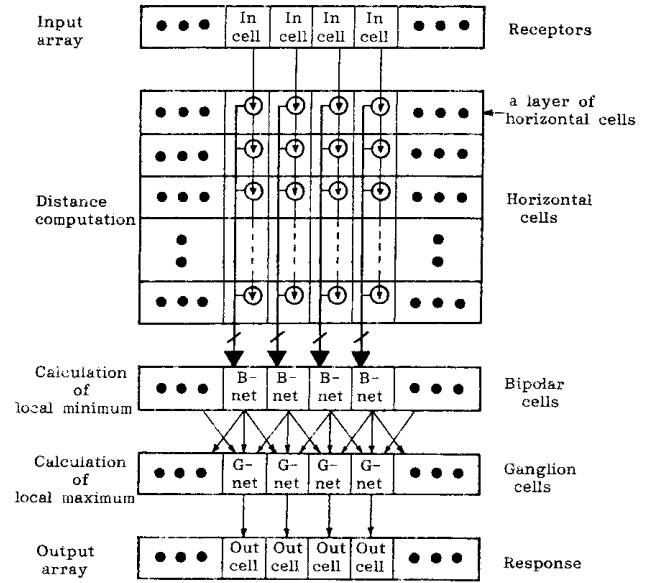 Input
array
In
cell
In
cell
In
cell
In
cell
Receptors
a layer of
horizontal cells
Distance
computation
Horizontal
cells
Calculation
of
local minimum
B-
net
B-
net
B-
net
B-
net
Bipolar
cells
Calculation
of
local maximum
G-
net
G-
net
G-
net
G-
net
Ganglion
cells
Output
array
Out
cell
Out
cell
Out
cell
Out
cell
Response